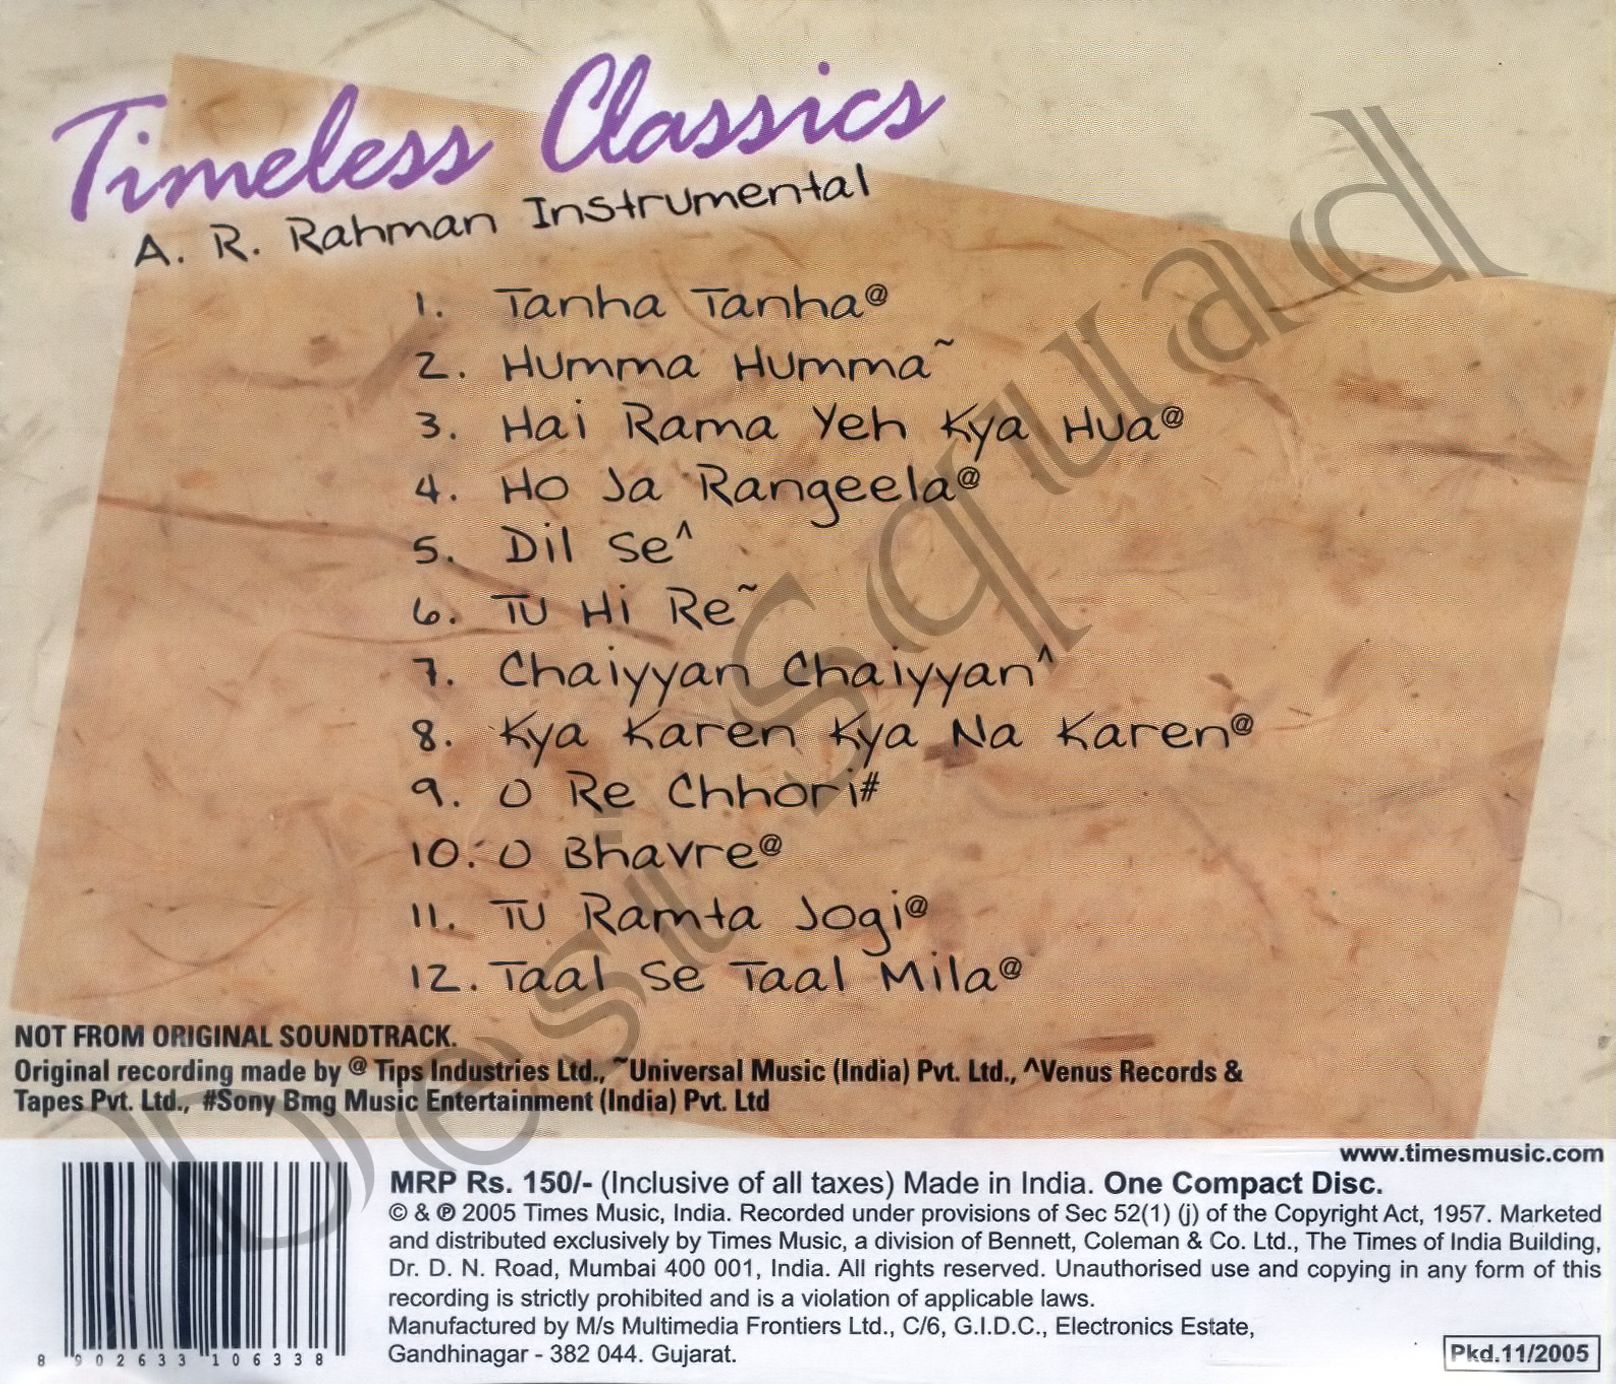 Timeless Classics
A. R. Rahman Instrumental
1. Tanha Tanha@
2. Humma Humma~
3. Hai Rama Yeh Kya Hua@
4. Ho Ja Rangeela@
5. Dil Se^
6. Tu Hi Re~
7. Chaiyyan Chaiyyan^
8. Kya Karen Kya Na Karen@
9. O Re Chhori#
10. O Bhavre@
11. Tu Ramta Jogi@
12. Taal Se Taal Mila@
NOT FROM ORIGINAL SOUNDTRACK.
Original recording made by @ Tips Industries Ltd., ~Universal Music (India) Pvt. Ltd., ^Venus Records &
Tapes Pvt. Ltd., #Sony Bmg Music Entertainment (India) Pvt. Ltd
www.timesmusic.com
MRP Rs. 150/- (Inclusive of all taxes) Made in India. One Compact Disc.
© & ℗ 2005 Times Music, India. Recorded under provisions of Sec 52(1) (j) of the Copyright Act, 1957. Marketed
and distributed exclusively by Times Music, a division of Bennett, Coleman & Co. Ltd., The Times of India Building,
Dr. D. N. Road, Mumbai 400 001, India. All rights reserved. Unauthorised use and copying in any form of this
recording is strictly prohibited and is a violation of applicable laws.
Manufactured by M/s Multimedia Frontiers Ltd., C/6, G.I.D.C., Electronics Estate,
Gandhinagar - 382 044. Gujarat.
Pkd.11/2005
8 902633 106338
Desi Squad